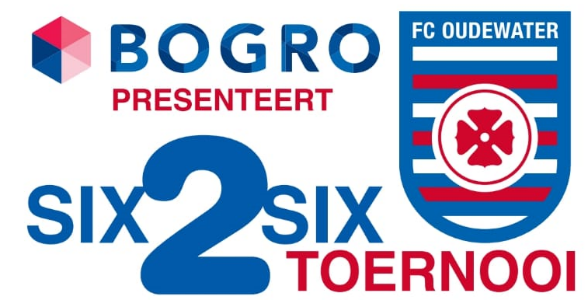 BOGRO
PRESENTEERT
FC OUDEWATER
SIX2SIX
TOERNOOI